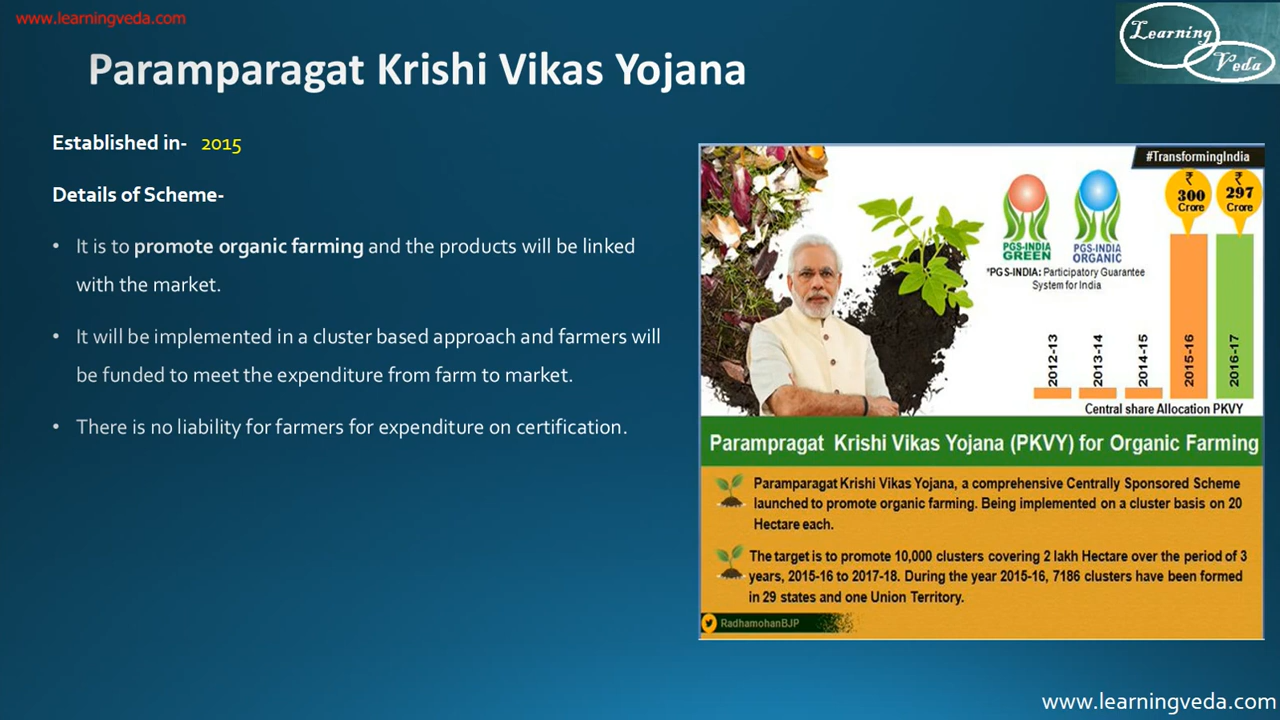 www.learningveda.com
Learning
Veda
Paramparagat Krishi Vikas Yojana
Established in- 2015
Details of Scheme-
• It is to promote organic farming and the products will be linked
with the market.
• It will be implemented in a cluster based approach and farmers will
be funded to meet the expenditure from farm to market.
• There is no liability for farmers for expenditure on certification.
#TransformingIndia
PGS-INDIA
GREEN
PGS-INDIA
ORGANIC
*PGS-INDIA: Participatory Guarantee
System for India
₹
300
Crore
₹
297
Crore
2012-13
2013-14
2014-15
2015-16
2016-17
Central share Allocation PKVY
Parampragat Krishi Vikas Yojana (PKVY) for Organic Farming
Paramparagat Krishi Vikas Yojana, a comprehensive Centrally Sponsored Scheme
launched to promote organic farming. Being implemented on a cluster basis on 20
Hectare each.
The target is to promote 10,000 clusters covering 2 lakh Hectare over the period of 3
years, 2015-16 to 2017-18. During the year 2015-16, 7186 clusters have been formed
in 29 states and one Union Territory.
RadhamohanBJP
www.learningveda.com